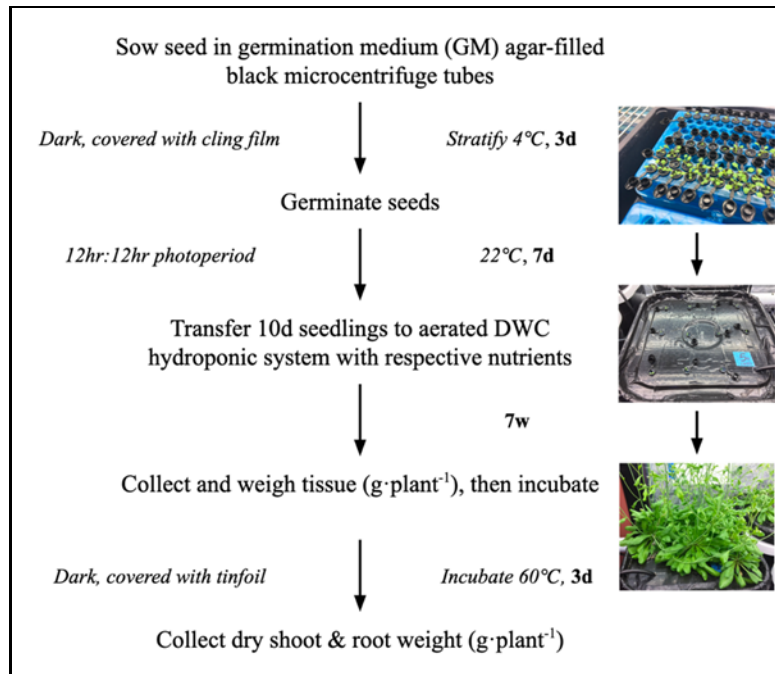 Sow seed in germination medium (GM) agar-filled
black microcentrifuge tubes
Dark, covered with cling film
Stratify 4°C, 3d
Germinate seeds
12hr:12hr photoperiod
22°C, 7d
Transfer 10d seedlings to aerated DWC
hydroponic system with respective nutrients
7w
Collect and weigh tissue (g·plant⁻¹), then incubate
Dark, covered with tinfoil
Incubate 60°C, 3d
Collect dry shoot & root weight (g·plant⁻¹)